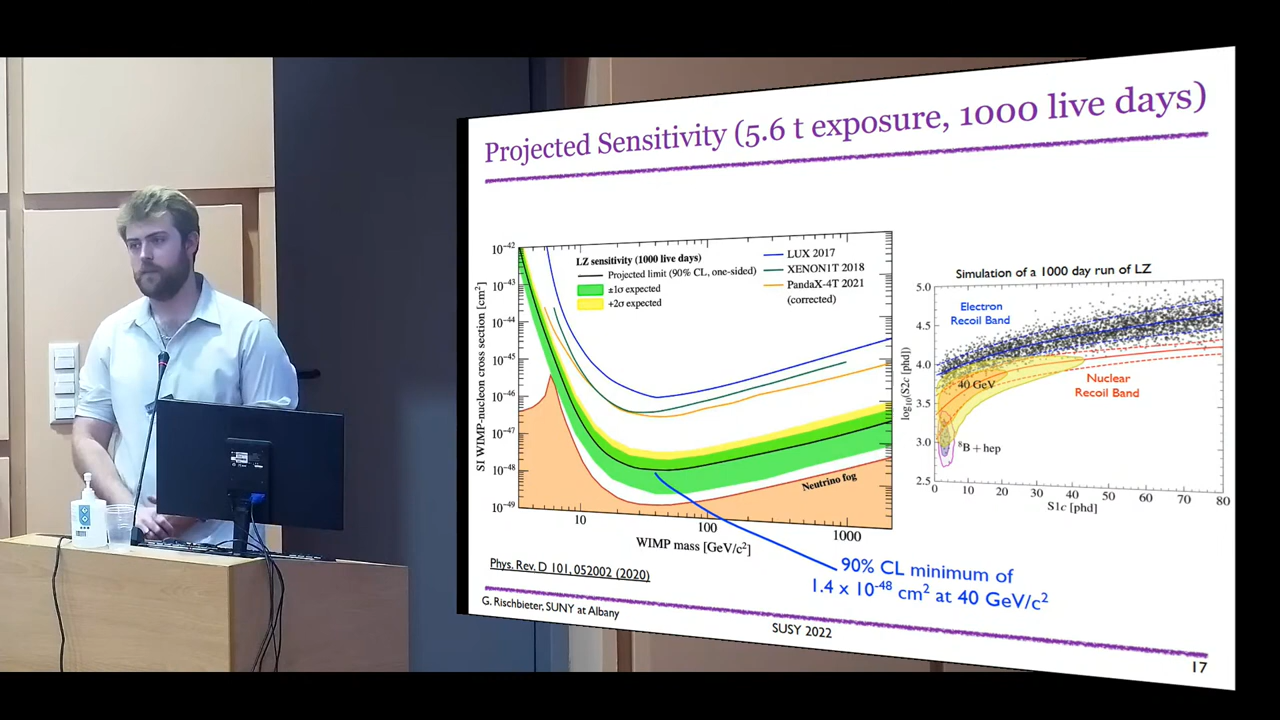 Projected Sensitivity (5.6 t exposure, 1000 live days)
SI WIMP-nucleon cross section [cm²]
10⁻⁴²
10⁻⁴³
10⁻⁴⁴
10⁻⁴⁵
10⁻⁴⁶
10⁻⁴⁷
10⁻⁴⁸
10⁻⁴⁹
LZ sensitivity (1000 live days)
Projected limit (90% CL, one-sided)
±1σ expected
+2σ expected
LUX 2017
XENON1T 2018
PandaX-4T 2021
(corrected)
Neutrino fog
10
100
1000
WIMP mass [GeV/c²]
Simulation of a 1000 day run of LZ
log₁₀(S2c [phd])
5.0
4.5
4.0
3.5
3.0
2.5
Electron
Recoil Band
40 GeV
Nuclear
Recoil Band
⁸B + hep
0
10
20
30
40
50
60
70
80
S1c [phd]
90% CL minimum of
1.4 x 10⁻⁴⁸ cm² at 40 GeV/c²
Phys. Rev. D 101, 052002 (2020)
G. Rischbieter, SUNY at Albany
SUSY 2022
17